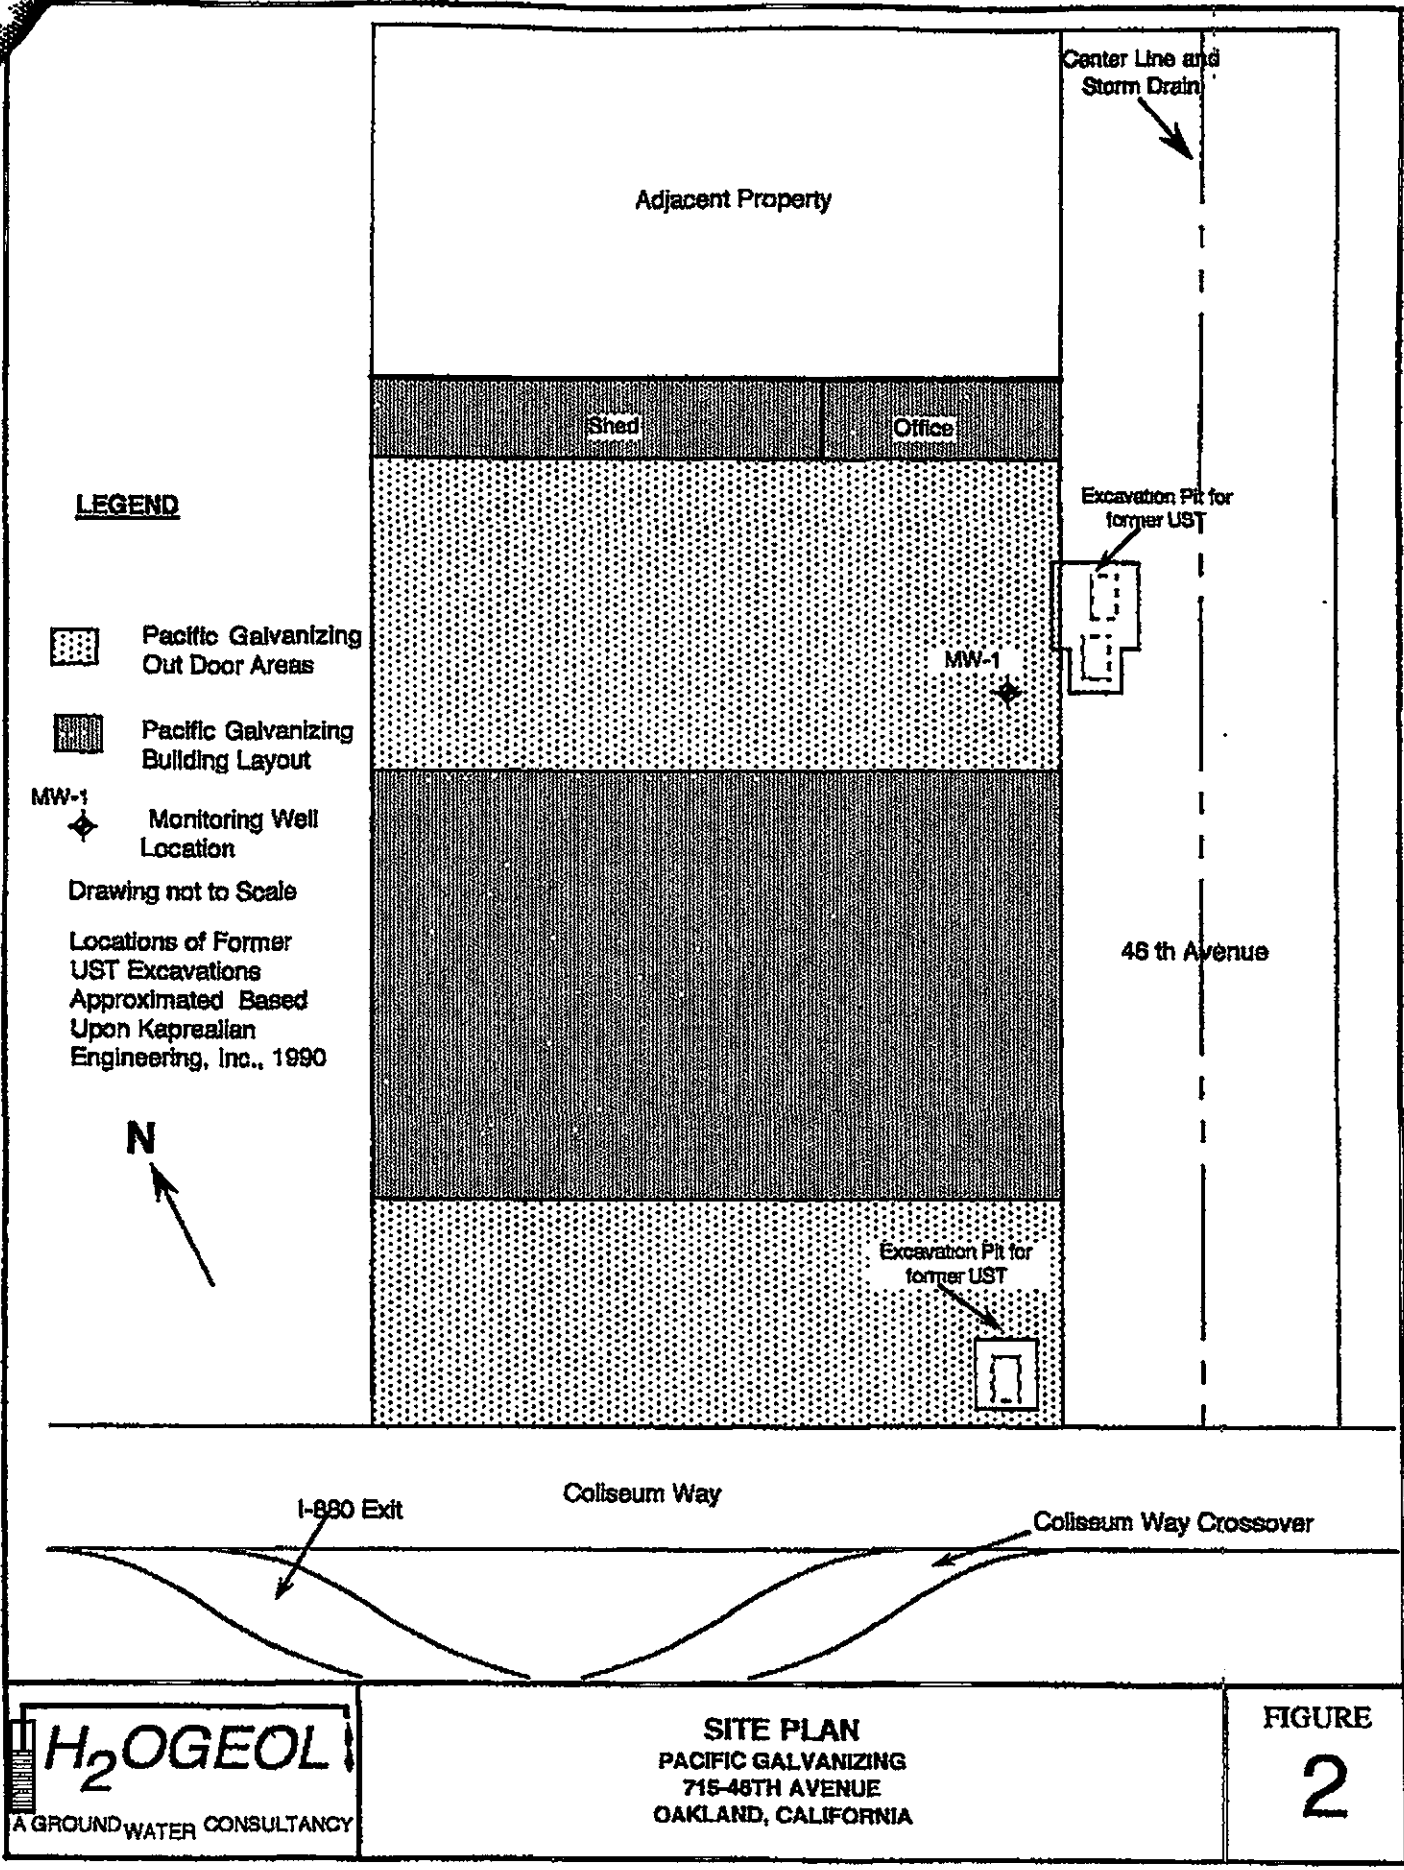 Center Line and
Storm Drain
Adjacent Property
Shed
Office
LEGEND
Excavation Pit for
former UST
Pacific Galvanizing
Out Door Areas
MW-1
Pacific Galvanizing
Building Layout
MW-1
Monitoring Well
Location
Drawing not to Scale
Locations of Former
UST Excavations
Approximated Based
Upon Kaprealian
Engineering, Inc., 1990
46 th Avenue
N
Excavation Pit for
former UST
Coliseum Way
I-880 Exit
Coliseum Way Crossover
H2OGEOL
A GROUNDWATER CONSULTANCY
SITE PLAN
PACIFIC GALVANIZING
715-46TH AVENUE
OAKLAND, CALIFORNIA
FIGURE
2